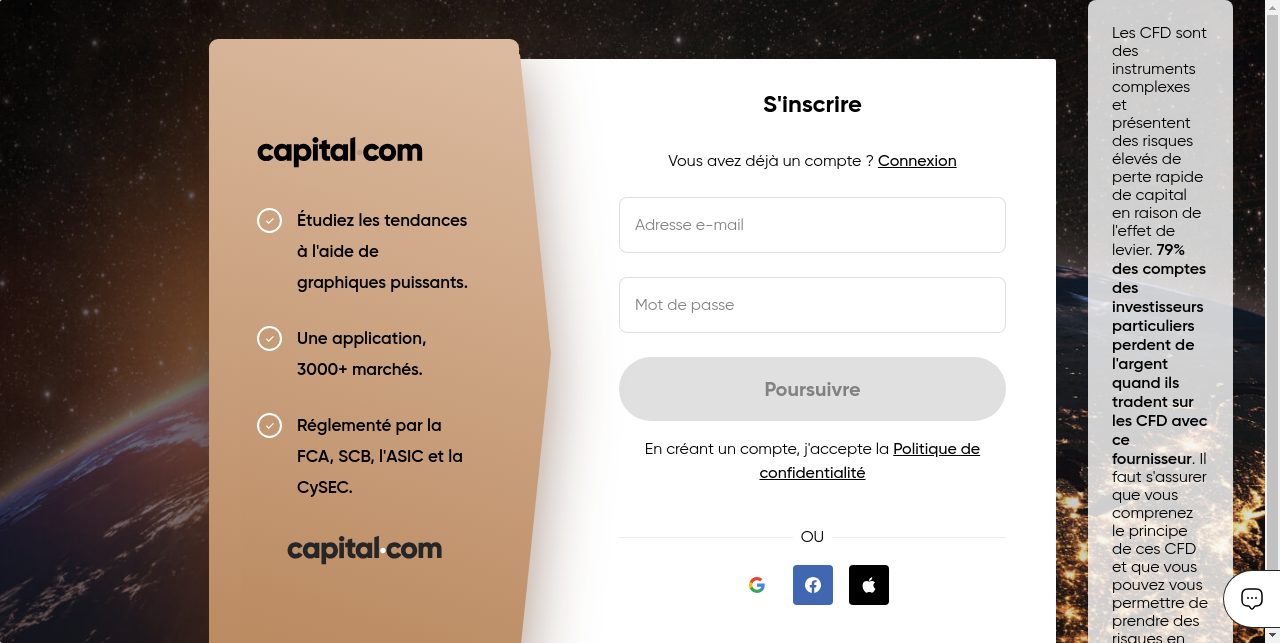 capital com
Étudiez les tendances
à l'aide de
graphiques puissants.
Une application,
3000+ marchés.
Réglementé par la
FCA, SCB, l'ASIC et la
CySEC.
capital.com
S'inscrire
Vous avez déjà un compte ? Connexion
Adresse e-mail
Mot de passe
Poursuivre
En créant un compte, j'accepte la Politique de
confidentialité
OU
Les CFD sont
des
instruments
complexes
et
présentent
des risques
élevés de
perte rapide
de capital
en raison de
l'effet de
levier. 79%
des comptes
des
investisseurs
particuliers
perdent de
l'argent
quand ils
tradent sur
les CFD avec
ce
fournisseur. Il
faut s'assurer
que vous
comprenez
le principe
de ces CFD
et que vous
pouvez vous
permettre de
prendre des
risques en